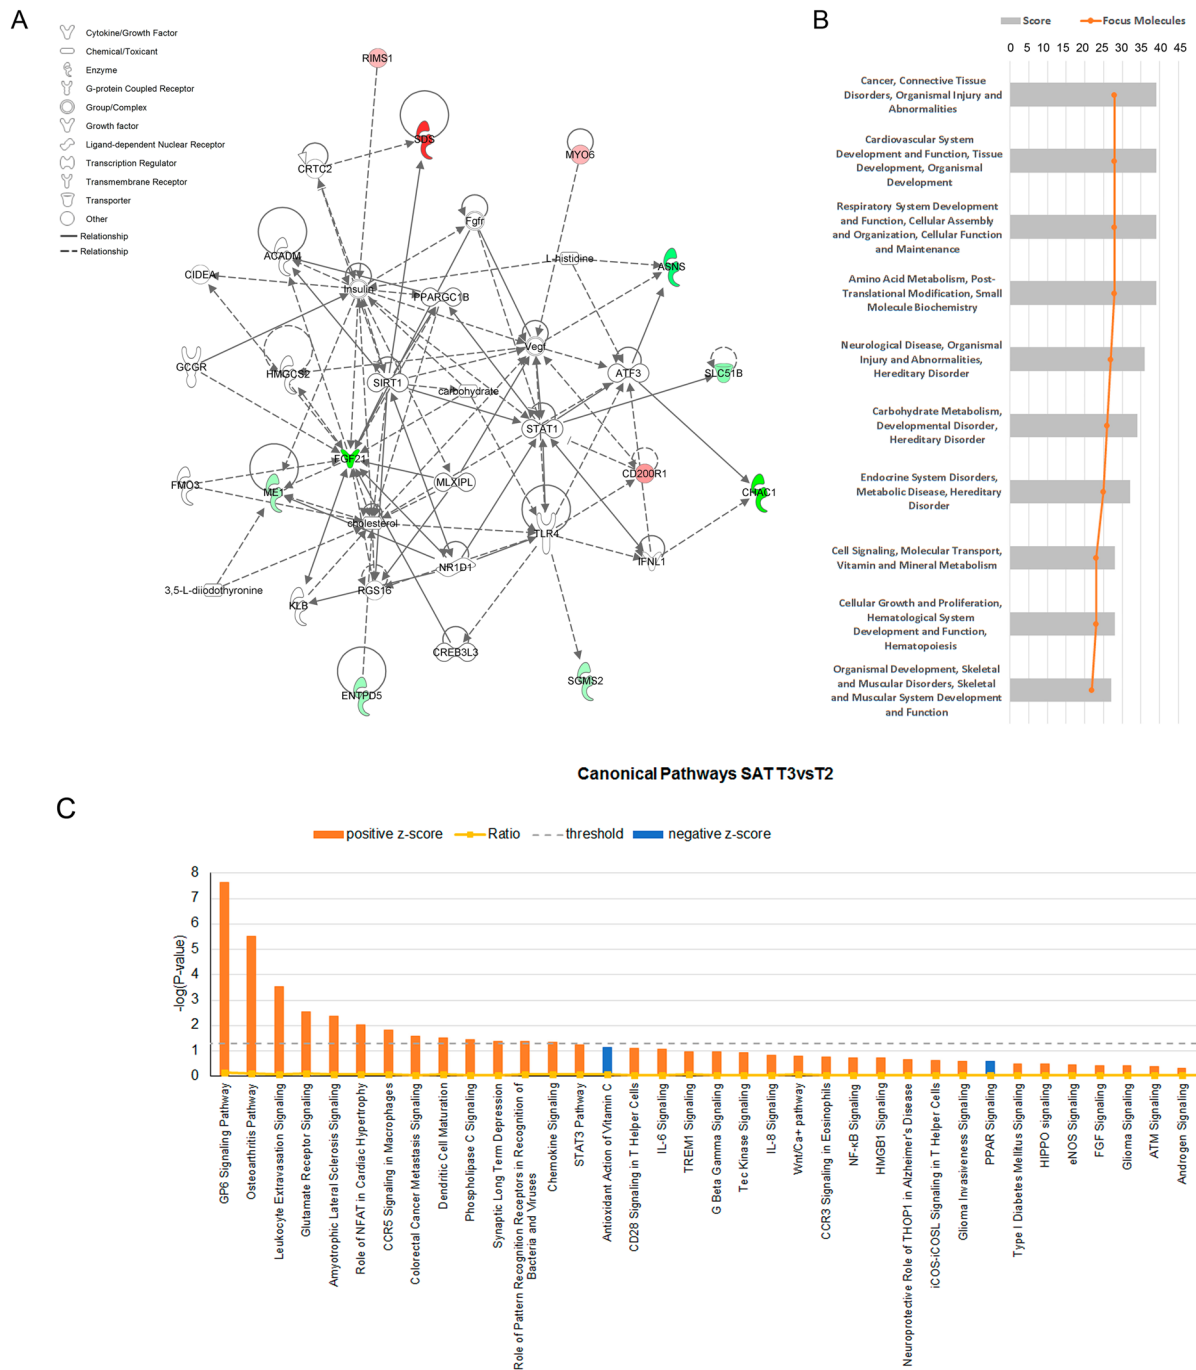 A
Cytokine/Growth Factor
Chemical/Toxicant
Enzyme
G-protein Coupled Receptor
Group/Complex
Growth factor
Ligand-dependent Nuclear Receptor
Transcription Regulator
Transmembrane Receptor
Transporter
Other
Relationship
Relationship
RIMS1
SDS
CRTC2
MYO6
Fgfr
ACADM
L-histidine
ASNS
CIDEA
Insulin
PPARGC1B
Vegf
GCGR
HMGCS2
SIRT1
carbohydrate
ATF3
SLC51B
STAT1
FGF21
CD200R1
FMO3
ME1
MLXIPL
CHAC1
cholesterol
TLR4
IFNL1
NR1D1
3,5-L-diiodothyronine
RGS16
KLB
CREB3L3
ENTPD5
SGMS2
B
Score
Focus Molecules
0 5 10 15 20 25 30 35 40 45
Cancer, Connective Tissue
Disorders, Organismal Injury and
Abnormalities
Cardiovascular System
Development and Function, Tissue
Development, Organismal
Development
Respiratory System Development
and Function, Cellular Assembly
and Organization, Cellular Function
and Maintenance
Amino Acid Metabolism, Post-
Translational Modification, Small
Molecule Biochemistry
Neurological Disease, Organismal
Injury and Abnormalities,
Hereditary Disorder
Carbohydrate Metabolism,
Developmental Disorder,
Hereditary Disorder
Endocrine System Disorders,
Metabolic Disease, Hereditary
Disorder
Cell Signaling, Molecular Transport,
Vitamin and Mineral Metabolism
Cellular Growth and Proliferation,
Hematological System
Development and Function,
Hematopoiesis
Organismal Development, Skeletal
and Muscular Disorders, Skeletal
and Muscular System Development
and Function
Canonical Pathways SAT T3vsT2
C
positive z-score
Ratio
threshold
negative z-score
-log(P-value)
8
7
6
5
4
3
2
1
0
GP6 Signaling Pathway
Osteoarthritis Pathway
Leukocyte Extravasation Signaling
Glutamate Receptor Signaling
Amyotrophic Lateral Sclerosis Signaling
Role of NFAT in Cardiac Hypertrophy
CCR5 Signaling in Macrophages
Colorectal Cancer Metastasis Signaling
Dendritic Cell Maturation
Phospholipase C Signaling
Synaptic Long Term Depression
Role of Pattern Recognition Receptors in Recognition of
Bacteria and Viruses
Chemokine Signaling
STAT3 Pathway
Antioxidant Action of Vitamin C
CD28 Signaling in T Helper Cells
IL-6 Signaling
TREM1 Signaling
G Beta Gamma Signaling
Tec Kinase Signaling
IL-8 Signaling
Wnt/Ca+ pathway
CCR3 Signaling in Eosinophils
NF-κB Signaling
HMGB1 Signaling
Neuroprotective Role of THOP1 in Alzheimer's Disease
iCOS-iCOSL Signaling in T Helper Cells
Glioma Invasiveness Signaling
PPAR Signaling
Type I Diabetes Mellitus Signaling
HIPPO signaling
eNOS Signaling
FGF Signaling
Glioma Signaling
ATM Signaling
Androgen Signaling